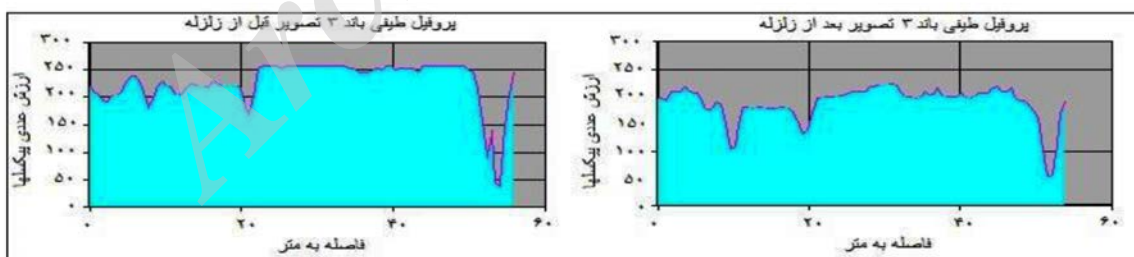 پروفیل طیفی باند ۳ تصویر قبل از زلزله
۳۰۰
۲۵۰
۲۰۰
۱۵۰
۱۰۰
۵۰
۰
ارزش عددی پیکسلها
۰ ۲۰ ۴۰ ۶۰
فاصله به متر
پروفیل طیفی باند ۳ تصویر بعد از زلزله
۳۰۰
۲۵۰
۲۰۰
۱۵۰
۱۰۰
۵۰
۰
ارزش عددی پیکسلها
۰ ۲۰ ۴۰ ۶۰
فاصله به متر